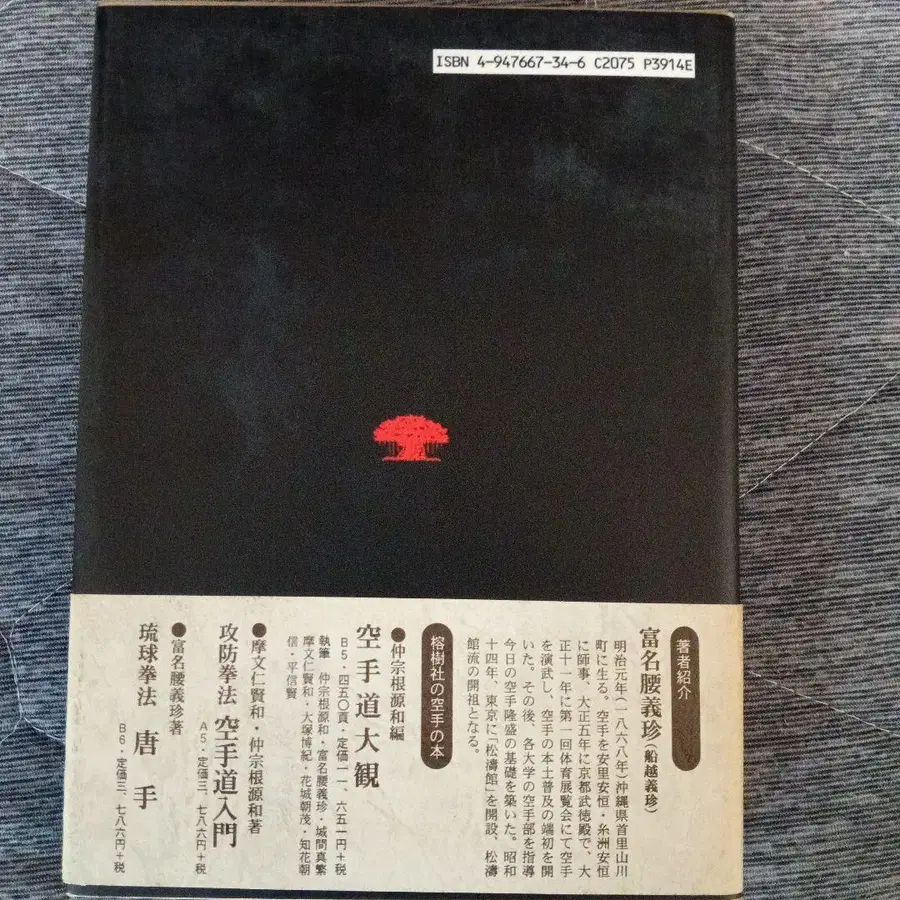 ISBN 4-947667-34-6 C2075 P3914E
著者紹介
富名腰義珍(船越義珍)
明治元年(一八六八年)沖縄県首里山川
町に生る。空手を安里安恒・糸洲安恒
に師事、大正五年に京都武徳殿で、大
正十一年に第一回体育展覧会にて空手
を演武し、空手の本土普及の端初を開
いた。その後、各大学の空手部を指導
今日の空手隆盛の基礎を築いた。昭和
十四年、東京に「松濤館」を開設、松濤
館流の開祖となる。
榕樹社の空手の本
●仲宗根源和編
空手道大観
B5・四五〇頁・定価一一、六五一円+税
執筆 仲宗根源和・富名腰義珍・城間真繁
摩文仁賢和・大塚博紀・花城朝茂・知花朝
信・平信賢
●摩文仁賢和・仲宗根源和著
攻防拳法 空手道入門
A5・定価三、七八六円+税
●富名腰義珍著
琉球拳法 唐手
B6・定価三、七八六円+税